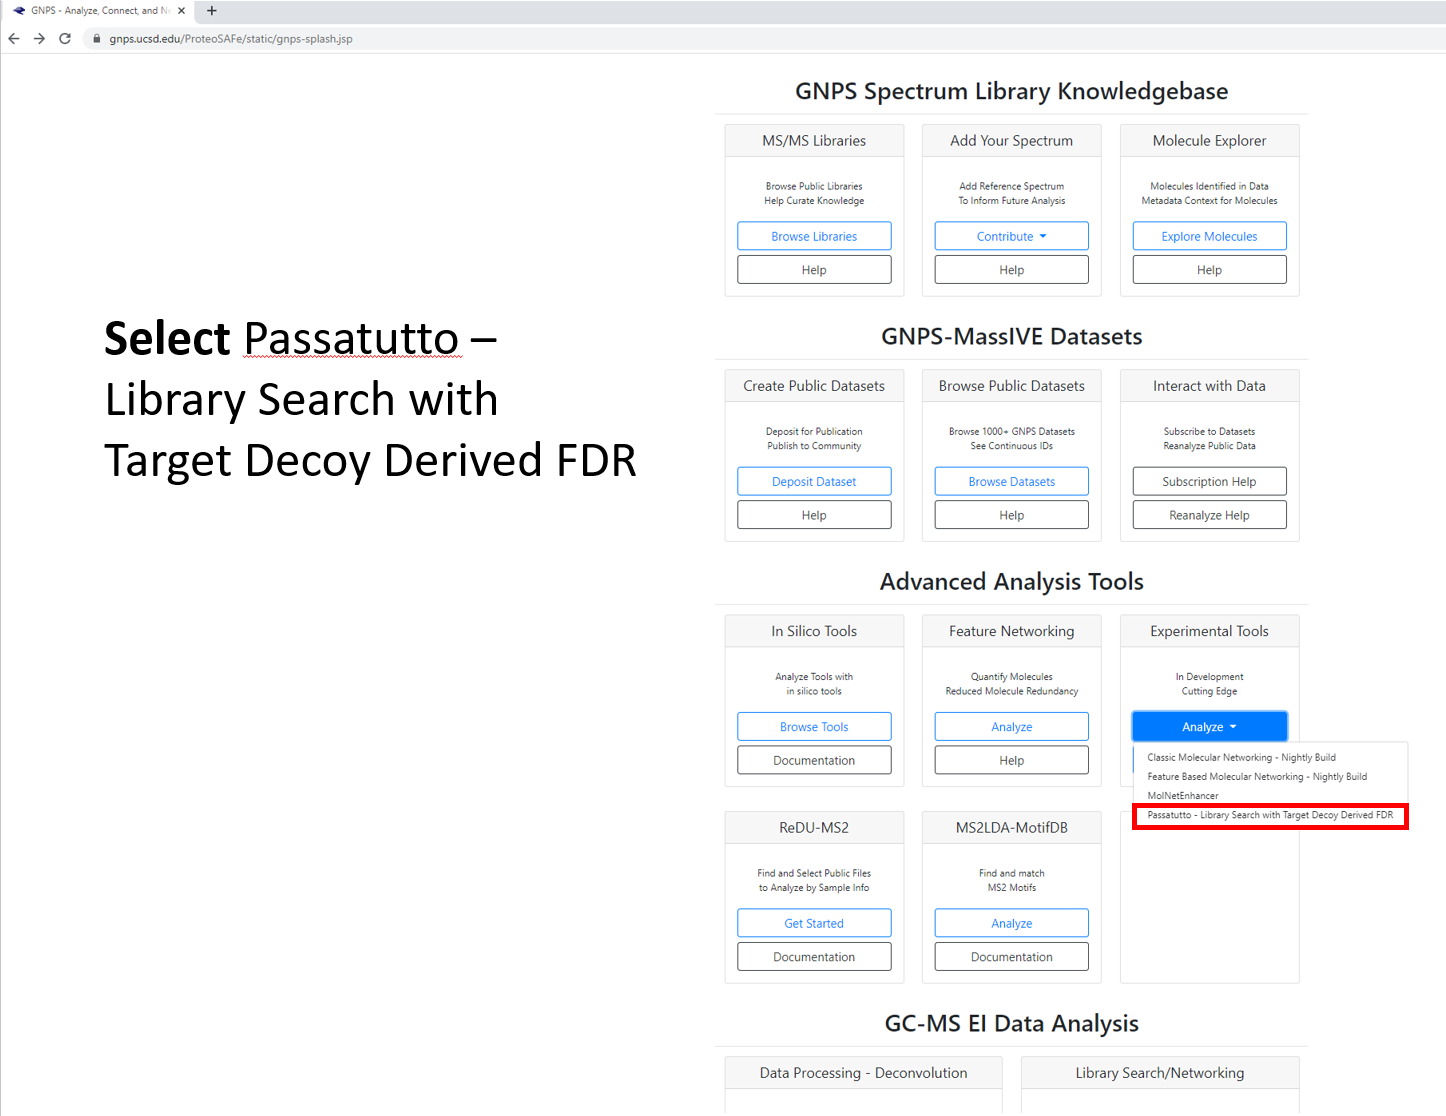 GNPS - Analyze, Connect, and Ne
gnps.ucsd.edu/ProteoSAFe/static/gnps-splash.jsp
Select Passatutto –
Library Search with
Target Decoy Derived FDR
GNPS Spectrum Library Knowledgebase
MS/MS Libraries
Browse Public Libraries
Help Curate Knowledge
Browse Libraries
Help
Add Your Spectrum
Add Reference Spectrum
To Inform Future Analysis
Contribute
Help
Molecule Explorer
Molecules Identified in Data
Metadata Context for Molecules
Explore Molecules
Help
GNPS-MassIVE Datasets
Create Public Datasets
Deposit for Publication
Publish to Community
Deposit Dataset
Help
Browse Public Datasets
Browse 1000+ GNPS Datasets
See Continuous IDs
Browse Datasets
Help
Interact with Data
Subscribe to Datasets
Reanalyze Public Data
Subscription Help
Reanalyze Help
Advanced Analysis Tools
In Silico Tools
Analyze Tools with
in silico tools
Browse Tools
Documentation
Feature Networking
Quantify Molecules
Reduced Molecule Redundancy
Analyze
Help
Experimental Tools
In Development
Cutting Edge
Analyze
Classic Molecular Networking - Nightly Build
Feature Based Molecular Networking - Nightly Build
MolNetEnhancer
Passatutto - Library Search with Target Decoy Derived FDR
ReDU-MS2
Find and Select Public Files
to Analyze by Sample Info
Get Started
Documentation
MS2LDA-MotifDB
Find and match
MS2 Motifs
Analyze
Documentation
GC-MS EI Data Analysis
Data Processing - Deconvolution
Library Search/Networking